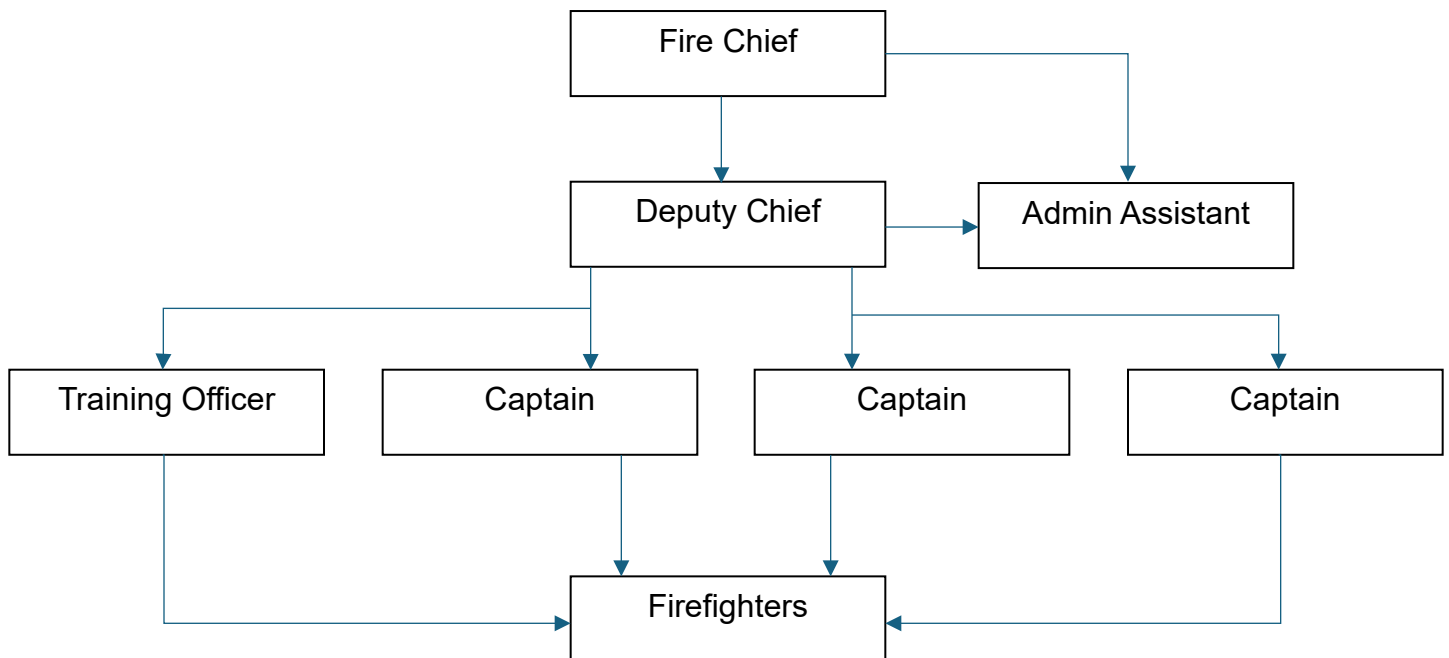 Fire Chief
Deputy Chief
Admin Assistant
Training Officer
Captain
Captain
Captain
Firefighters